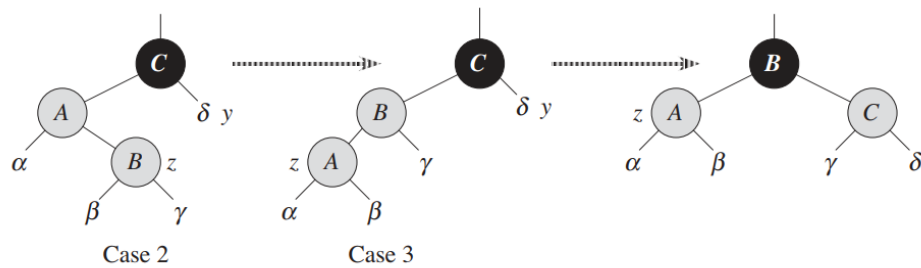 C C B
δ y δ y
A B z A C
α B z z A γ α β γ δ
β γ α β
Case 2 Case 3